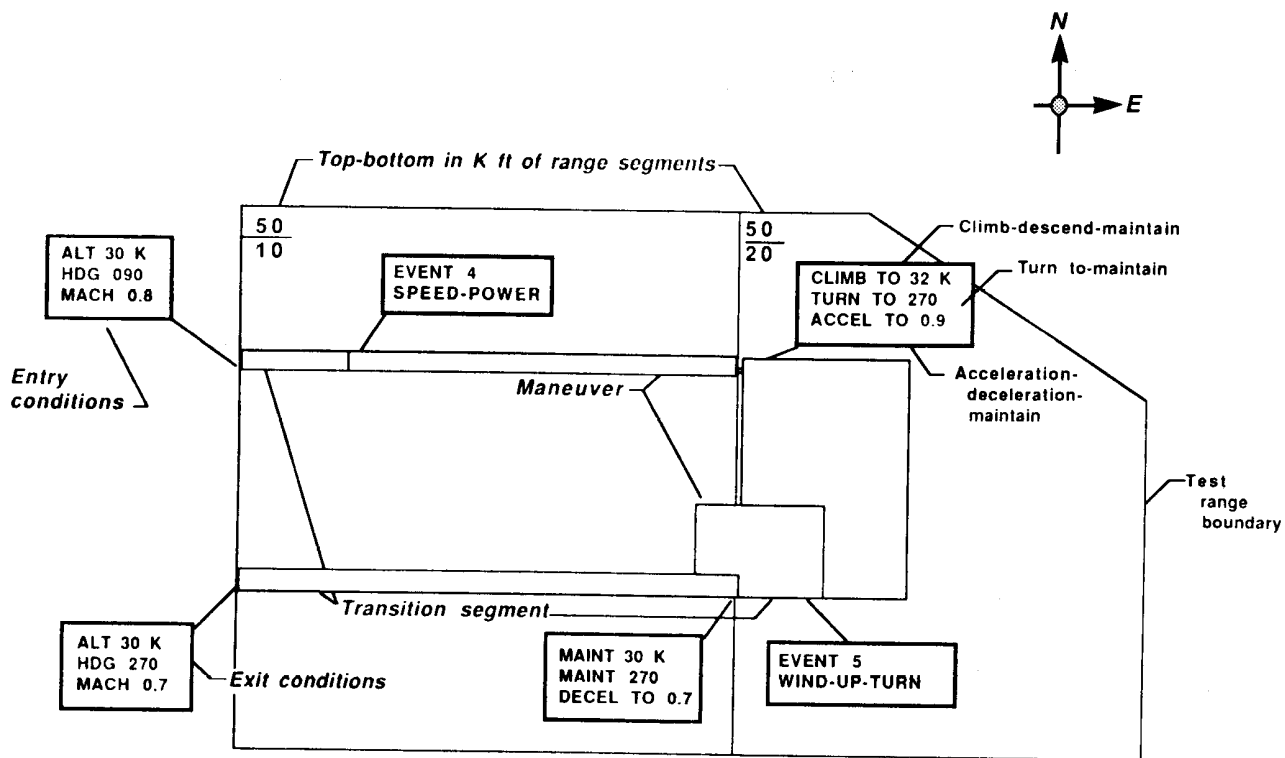 N
E
Top-bottom in K ft of range segments
50
10
50
20
Climb-descend-maintain
ALT 30 K
HDG 090
MACH 0.8
EVENT 4
SPEED-POWER
CLIMB TO 32 K
TURN TO 270
ACCEL TO 0.9
Turn to-maintain
Entry
conditions
Maneuver
Acceleration-
deceleration-
maintain
Test
range
boundary
Transition segment
ALT 30 K
HDG 270
MACH 0.7
Exit conditions
MAINT 30 K
MAINT 270
DECEL TO 0.7
EVENT 5
WIND-UP-TURN